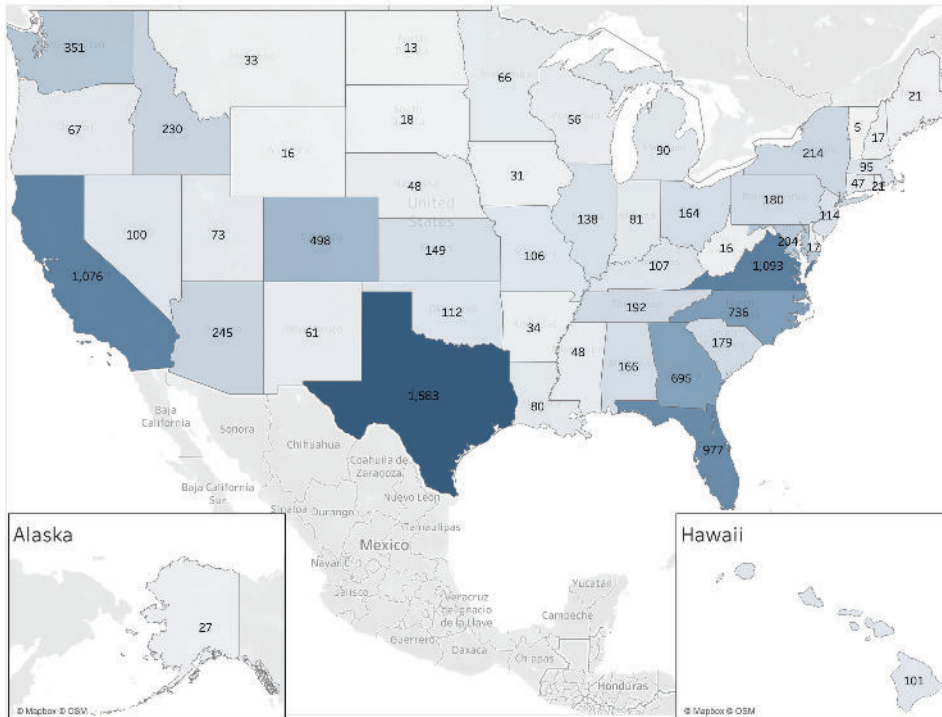 351
33
13
66
21
67
230
16
18
56
90
5
17
214
95
47
21
31
48
United
States
180
114
100
73
498
149
106
138
81
164
16
204
17
1,076
107
1,093
192
736
245
61
112
34
48
166
695
179
1,583
80
977
Baja
California
Sonora
Chihuahua
Coahuila de
Zaragoza
Baja California
Sur
Nuevo León
Sinaloa
Durango
Tamaulipas
Mexico
Nayarit
Jalisco
Veracruz
de Ignacio
de la Llave
Yucatán
Campeche
Guerrero
Oaxaca
Chiapas
Honduras
Alaska
27
© Mapbox © OSM
Hawaii
101
© Mapbox © OSM